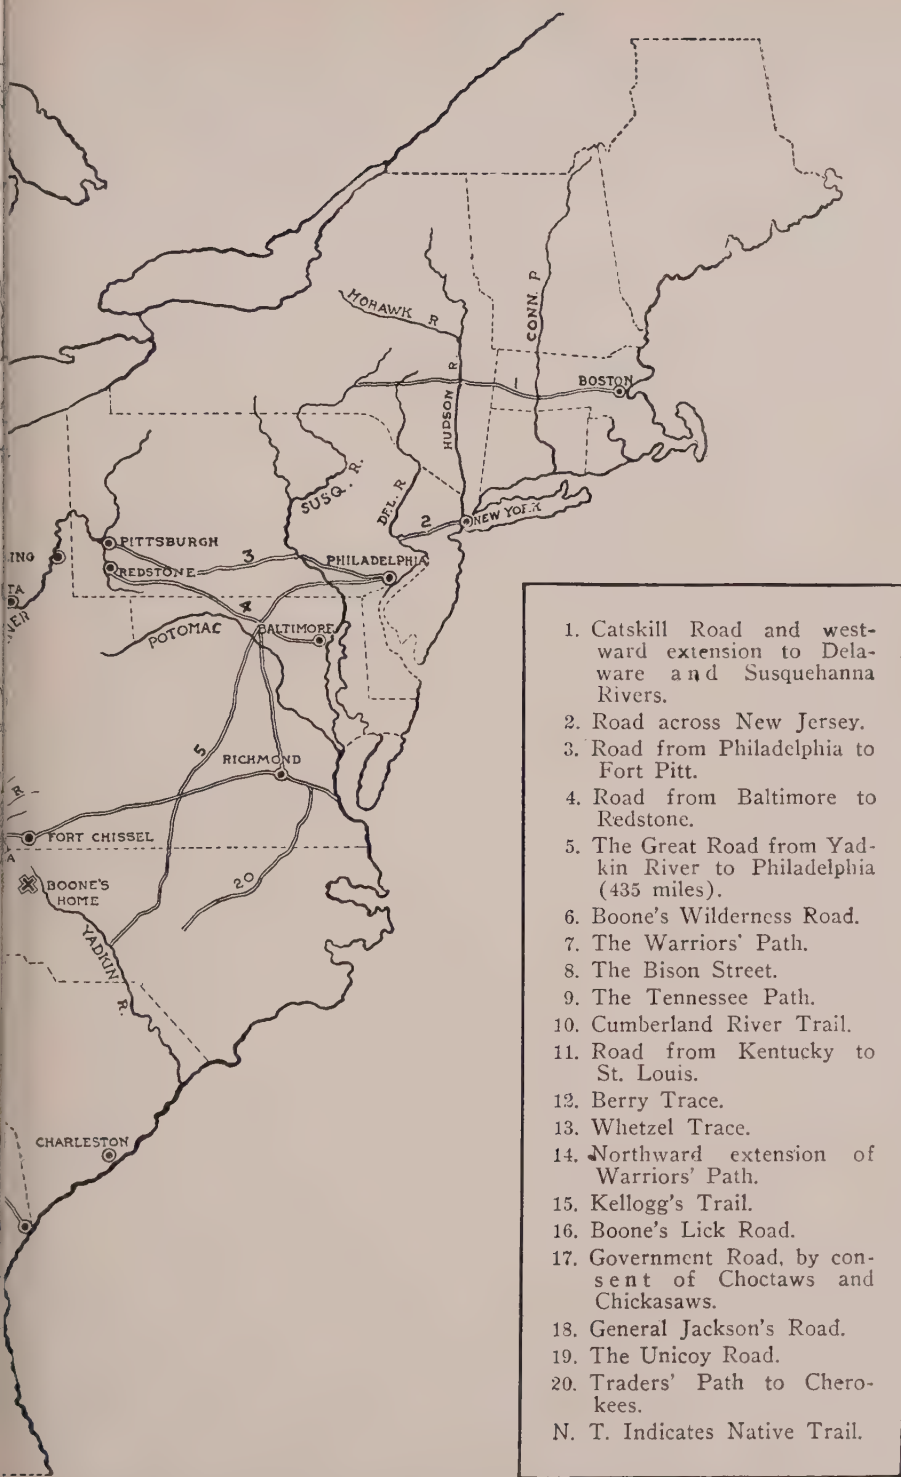 MOHAWK R
CONN. R
HUDSON R
1
BOSTON
SUSQ. R.
DEL. R
2
NEW YORK
ING
PITTSBURGH
3
REDSTONE
PHILADELPHIA
TA
VER
4
POTOMAC
BALTIMORE
5
RICHMOND
R
FORT CHISSEL
A
BOONE'S
HOME
20
YADKIN R.
CHARLESTON
1. Catskill Road and west-
ward extension to Dela-
ware and Susquehanna
Rivers.
2. Road across New Jersey.
3. Road from Philadelphia to
Fort Pitt.
4. Road from Baltimore to
Redstone.
5. The Great Road from Yad-
kin River to Philadelphia
(435 miles).
6. Boone's Wilderness Road.
7. The Warriors' Path.
8. The Bison Street.
9. The Tennessee Path.
10. Cumberland River Trail.
11. Road from Kentucky to
St. Louis.
12. Berry Trace.
13. Whetzel Trace.
14. Northward extension of
Warriors' Path.
15. Kellogg's Trail.
16. Boone's Lick Road.
17. Government Road, by con-
sent of Choctaws and
Chickasaws.
18. General Jackson's Road.
19. The Unicoy Road.
20. Traders' Path to Chero-
kees.
N. T. Indicates Native Trail.